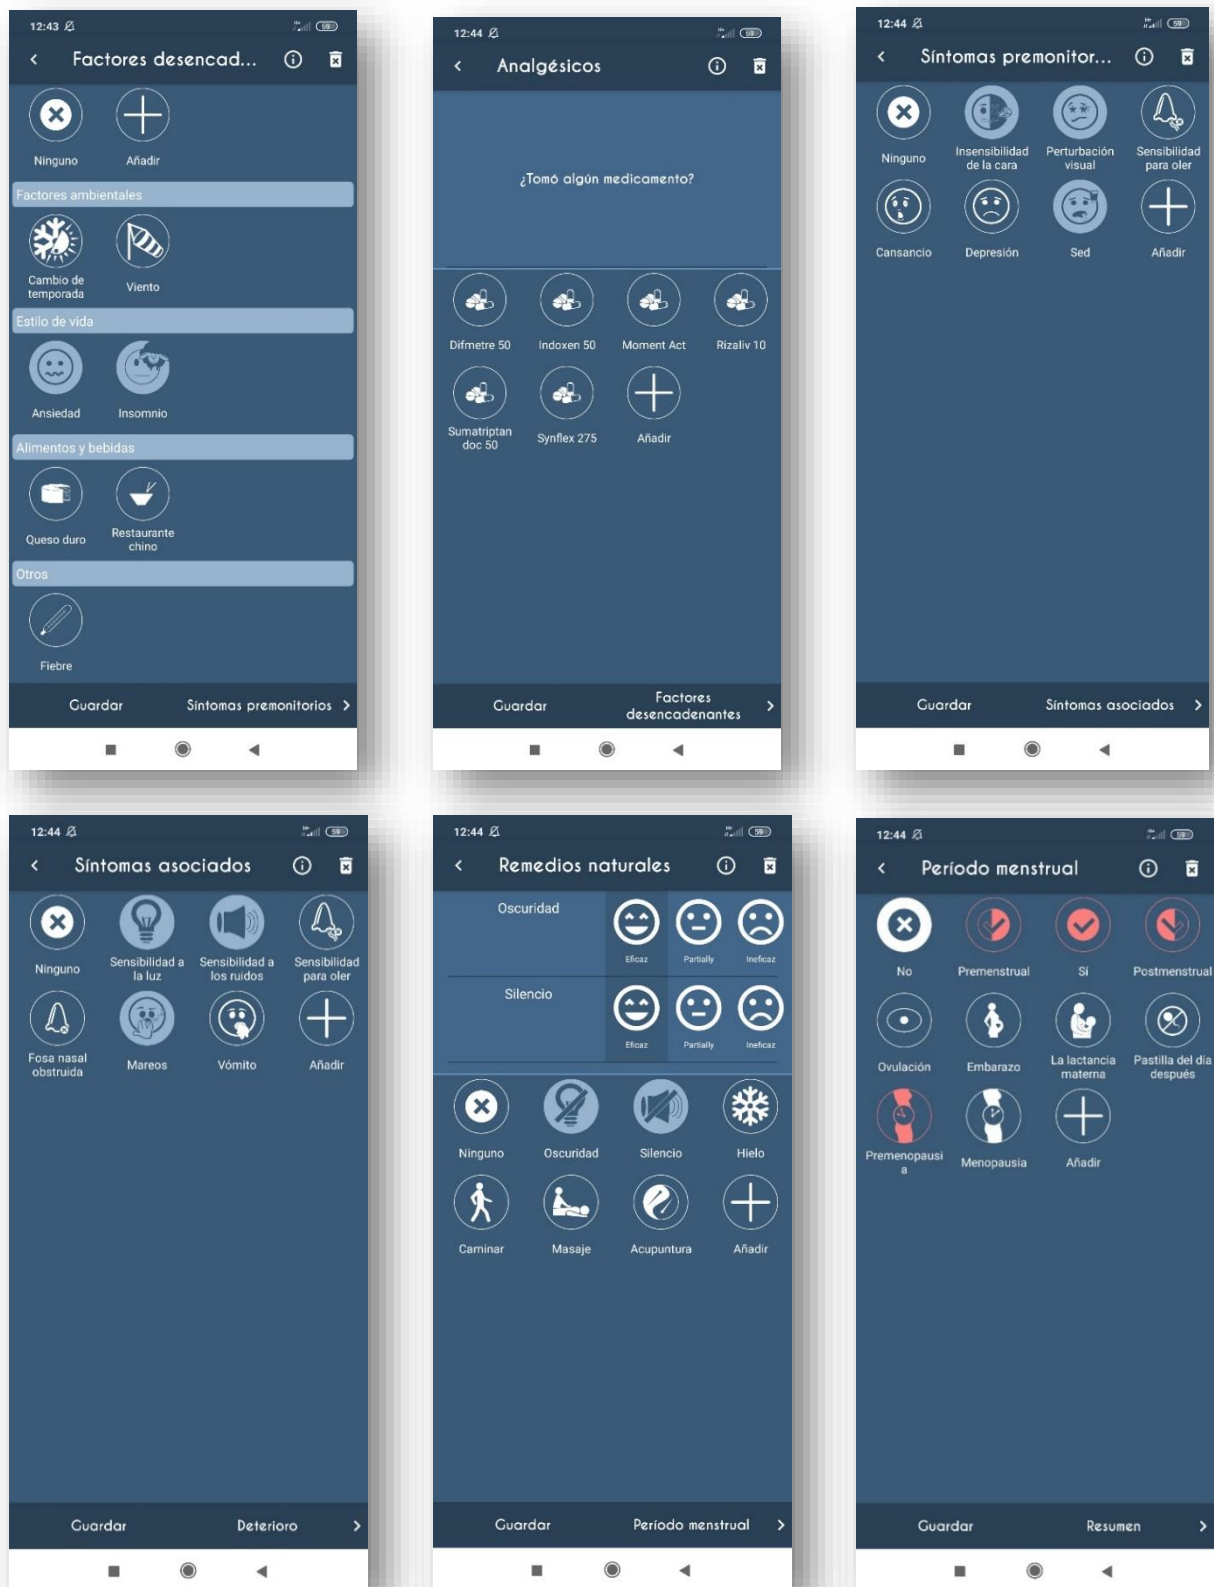 12:43
59
Factores desencad...
Ninguno
Añadir
Factores ambientales
Cambio de
temporada
Viento
Estilo de vida
Ansiedad
Insomnio
Alimentos y bebidas
Queso duro
Restaurante
chino
Otros
Fiebre
Guardar
Síntomas premonitorios
12:44
59
Analgésicos
¿Tomó algún medicamento?
Difmetre 50
Indoxen 50
Moment Act
Rizaliv 10
Sumatriptan
doc 50
Synflex 275
Añadir
Guardar
Factores
desencadenantes
12:44
59
Síntomas premonitor...
Ninguno
Insensibilidad
de la cara
Perturbación
visual
Sensibilidad
para oler
Cansancio
Depresión
Sed
Añadir
Guardar
Síntomas asociados
12:44
59
Síntomas asociados
Ninguno
Sensibilidad a
la luz
Sensibilidad a
los ruidos
Sensibilidad
para oler
Fosa nasal
obstruida
Mareos
Vómito
Añadir
Guardar
Deterioro
12:44
59
Remedios naturales
Oscuridad
Eficaz
Partially
Ineficaz
Silencio
Eficaz
Partially
Ineficaz
Ninguno
Oscuridad
Silencio
Hielo
Caminar
Masaje
Acupuntura
Añadir
Guardar
Período menstrual
12:44
59
Período menstrual
No
Premenstrual
Sí
Postmenstrual
Ovulación
Embarazo
La lactancia
materna
Pastilla del día
después
Premenopausi
a
Menopausia
Añadir
Guardar
Resumen